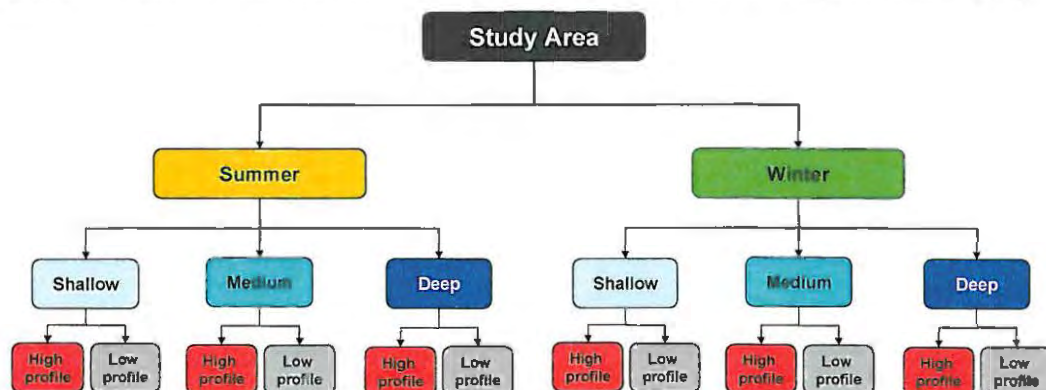 Study Area
Summer
Winter
Shallow
Medium
Deep
Shallow
Medium
Deep
High
profile
Low
profile
High
profile
Low
profile
High
profile
Low
profile
High
profile
Low
profile
High
profile
Low
profile
High
profile
Low
profile